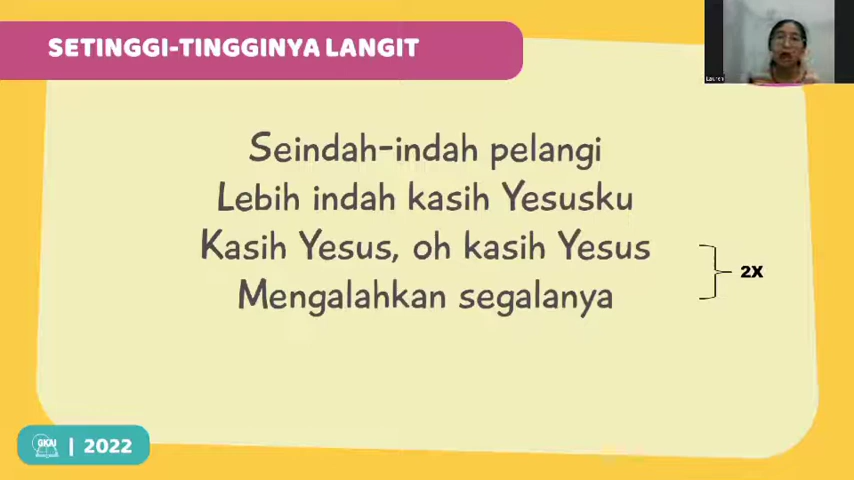 SETINGGI-TINGGINYA LANGIT
Lauren
Seindah-indah pelangi
Lebih indah kasih Yesusku
Kasih Yesus, oh kasih Yesus
Mengalahkan segalanya
2X
GKAI
| 2022